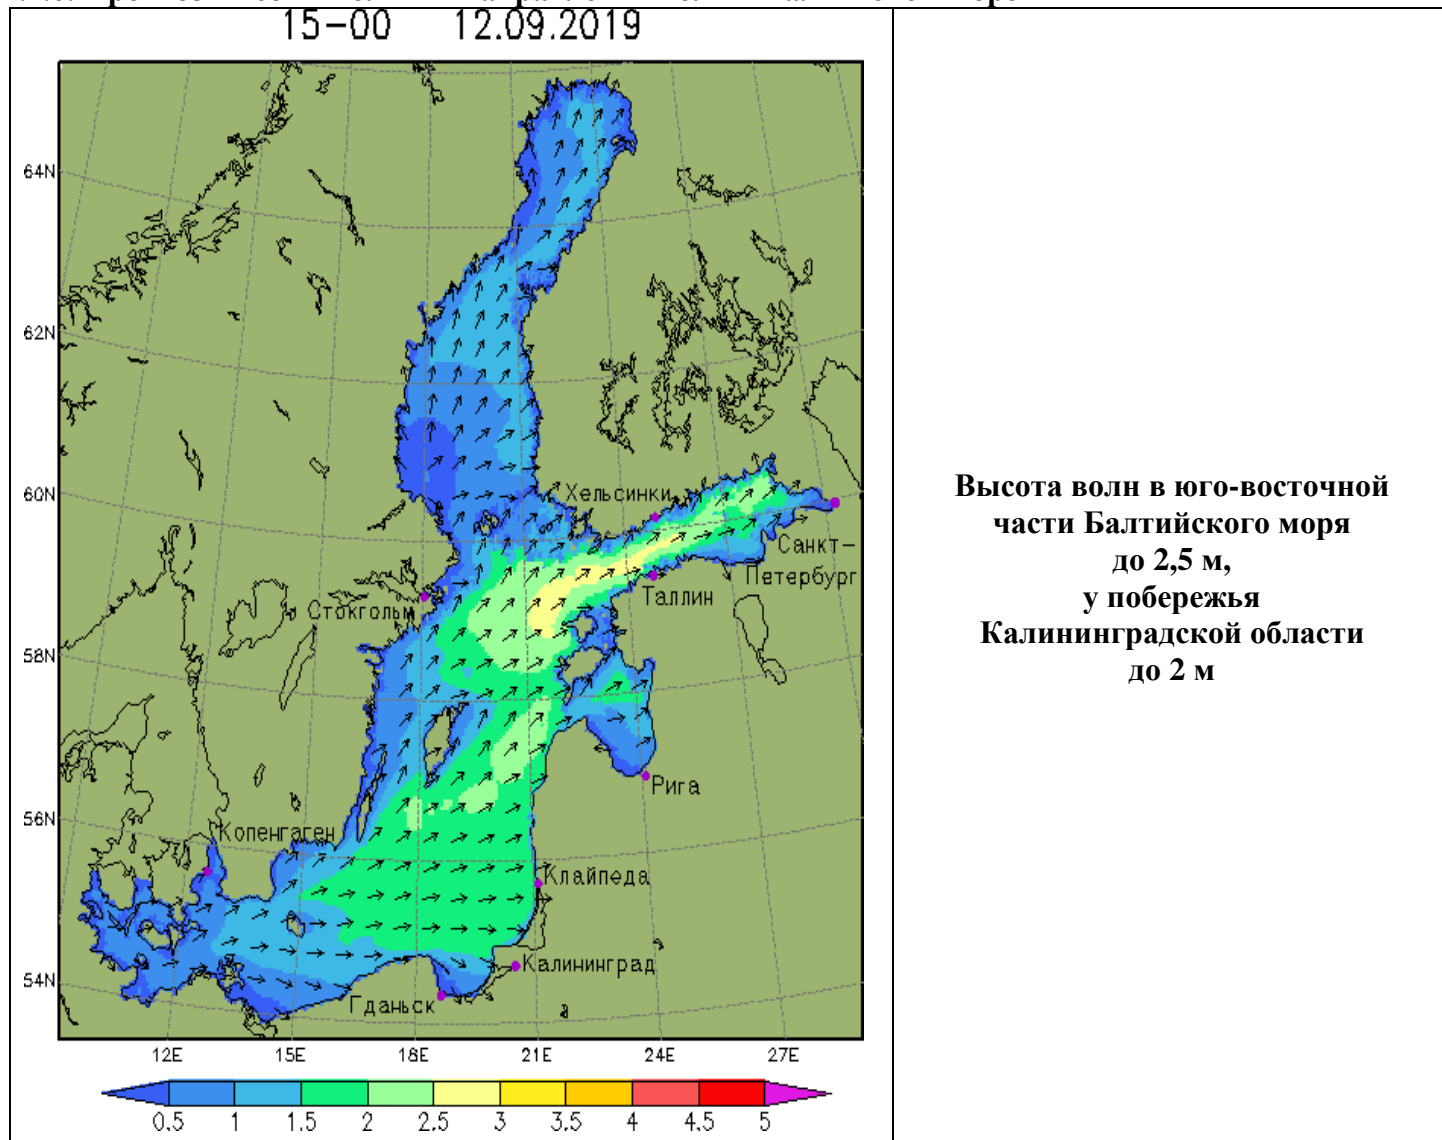 15-00 12.09.2019
64N
62N
60N
58N
56N
54N
Хельсинки
Санкт-
Петербург
Таллин
Стокгольм
Рига
Копенгаген
Клайпеда
Калининград
Гданьск
12E 15E 18E 21E 24E 27E
0,5 1 1,5 2 2,5 3 3,5 4 4,5 5
Высота волн в юго-восточной
части Балтийского моря
до 2,5 м,
у побережья
Калининградской области
до 2 м